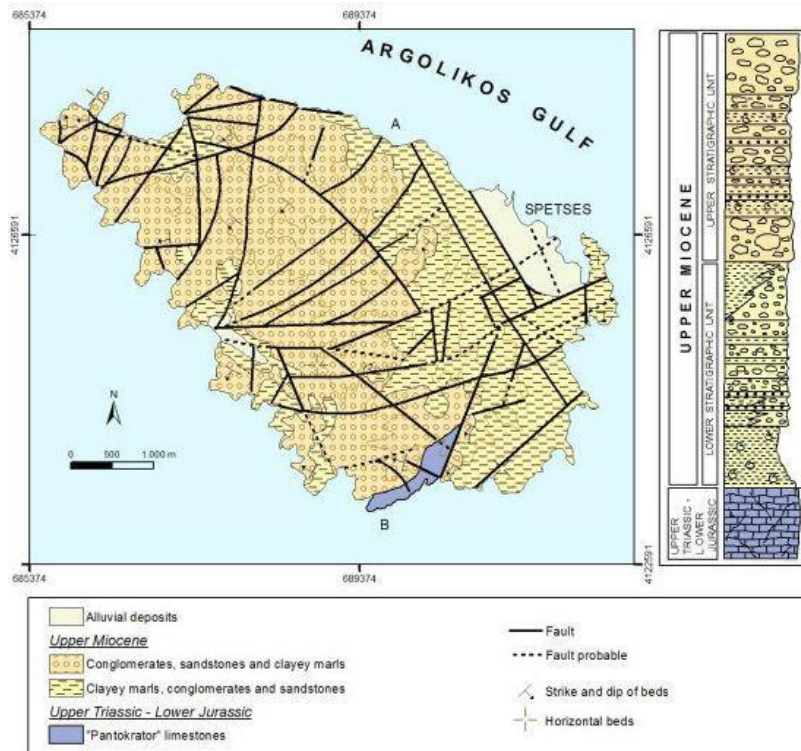 685374
689374
ARGOLIKOS GULF
A
SPETSES
4126591
4126591
N
0 500 1.000 m
B
685374
689374
4122591
UPPER MIOCENE
UPPER STRATIGRAPHIC UNIT
LOWER STRATIGRAPHIC UNIT
UPPER TRIASSIC - LOWER JURASSIC
Alluvial deposits
Upper Miocene
Conglomerates, sandstones and clayey marls
Clayey marls, conglomerates and sandstones
Upper Triassic - Lower Jurassic
"Pantokrator" limestones
Fault
Fault probable
Strike and dip of beds
Horizontal beds